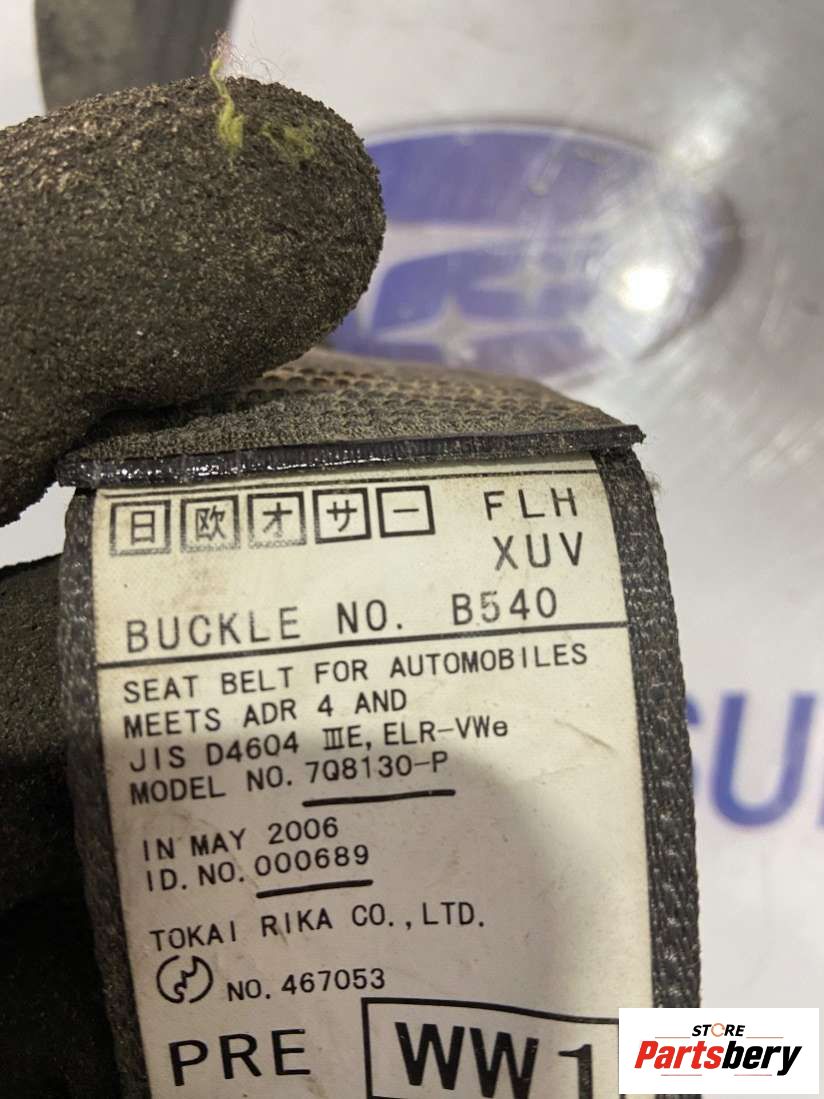 日 欧 オ サ ー FLH
XUV
BUCKLE NO. B540
SEAT BELT FOR AUTOMOBILES
MEETS ADR 4 AND
JIS D4604 ⅢE, ELR-VWe
MODEL NO. 7Q8130-P
IN MAY 2006
ID. NO. 000689
TOKAI RIKA CO., LTD.
NO. 467053
PRE WW1
SU
STORE
Partsbery